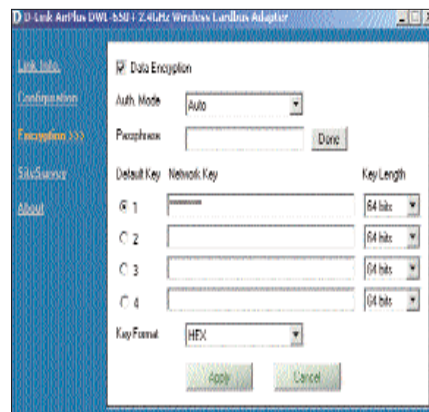 D-Link AirPlus DWL-650+ 2.4GHz Wireless Cardbus Adapter
Link Info.
Configuration
Encryption >>>
SiteSurvey
About
Data Encryption
Auth. Mode
Auto
Passphrase
Done
Default Key Network Key Key Length
1 64 bits
2 64 bits
3 64 bits
4 64 bits
Key Format HEX
Apply Cancel